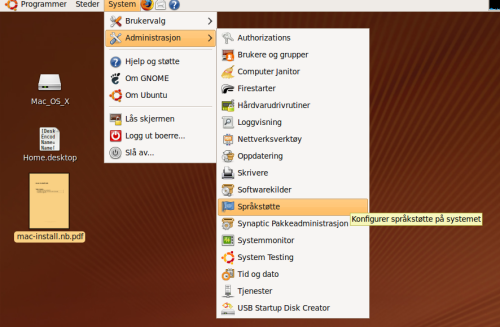 Programmer Steder System
Brukervalg
Administrasjon
Hjelp og støtte
Om GNOME
Om Ubuntu
Lås skjermen
Logg ut boerre...
Slå av...
Authorizations
Brukere og grupper
Computer Janitor
Firestarter
Hårdvarudrivrutiner
Loggvisning
Nettverksverktøy
Oppdatering
Skrivere
Softwarekilder
Språkstøtte
Konfigurer språkstøtte på systemet
Synaptic Pakkeadministrasjon
Systemmonitor
System Testing
Tid og dato
Tjenester
USB Startup Disk Creator
Mac_OS_X
[Desk
Encod
Name=
Name[
Home.desktop
mac-install.nb.pdf